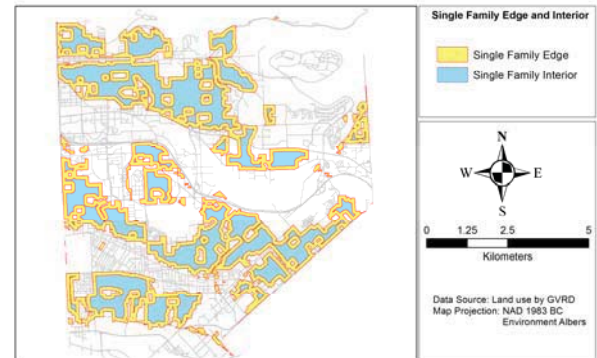 Single Family Edge and Interior
Single Family Edge
Single Family Interior
N
W E
S
0 1.25 2.5 5
Kilometers
Data Source: Land use by GVRD
Map Projection: NAD 1983 BC
Environment Albers